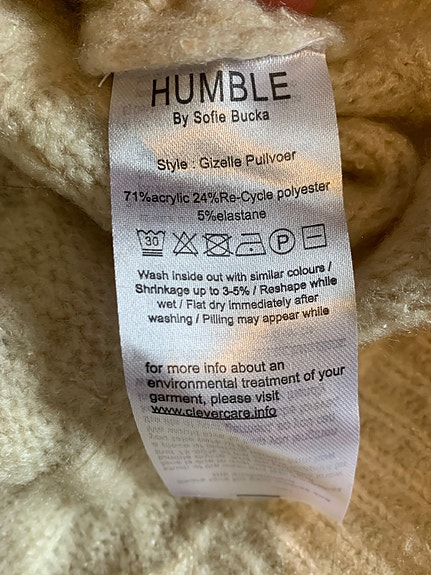 HUMBLE
By Sofie Bucka
Style : Gizelle Pullvoer
71%acrylic 24%Re-Cycle polyester
5%elastane
30 P
Wash inside out with similar colours /
Shrinkage up to 3-5% / Reshape while
wet / Flat dry immediately after
washing / Pilling may appear while
for more info about an
environmental treatment of your
garment, please visit
www.clevercare.info